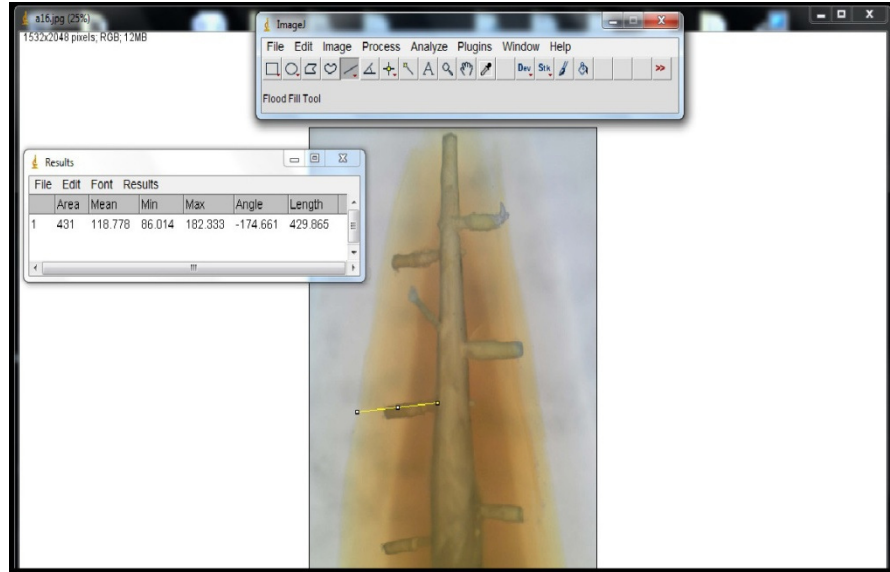 a16.jpg (25%)
1532x2048 pixels; RGB; 12MB
ImageJ
File Edit Image Process Analyze Plugins Window Help
A Dev Stk >>
Flood Fill Tool
Results
File Edit Font Results
Area Mean Min Max Angle Length
1 431 118.778 86.014 182.333 -174.661 429.865